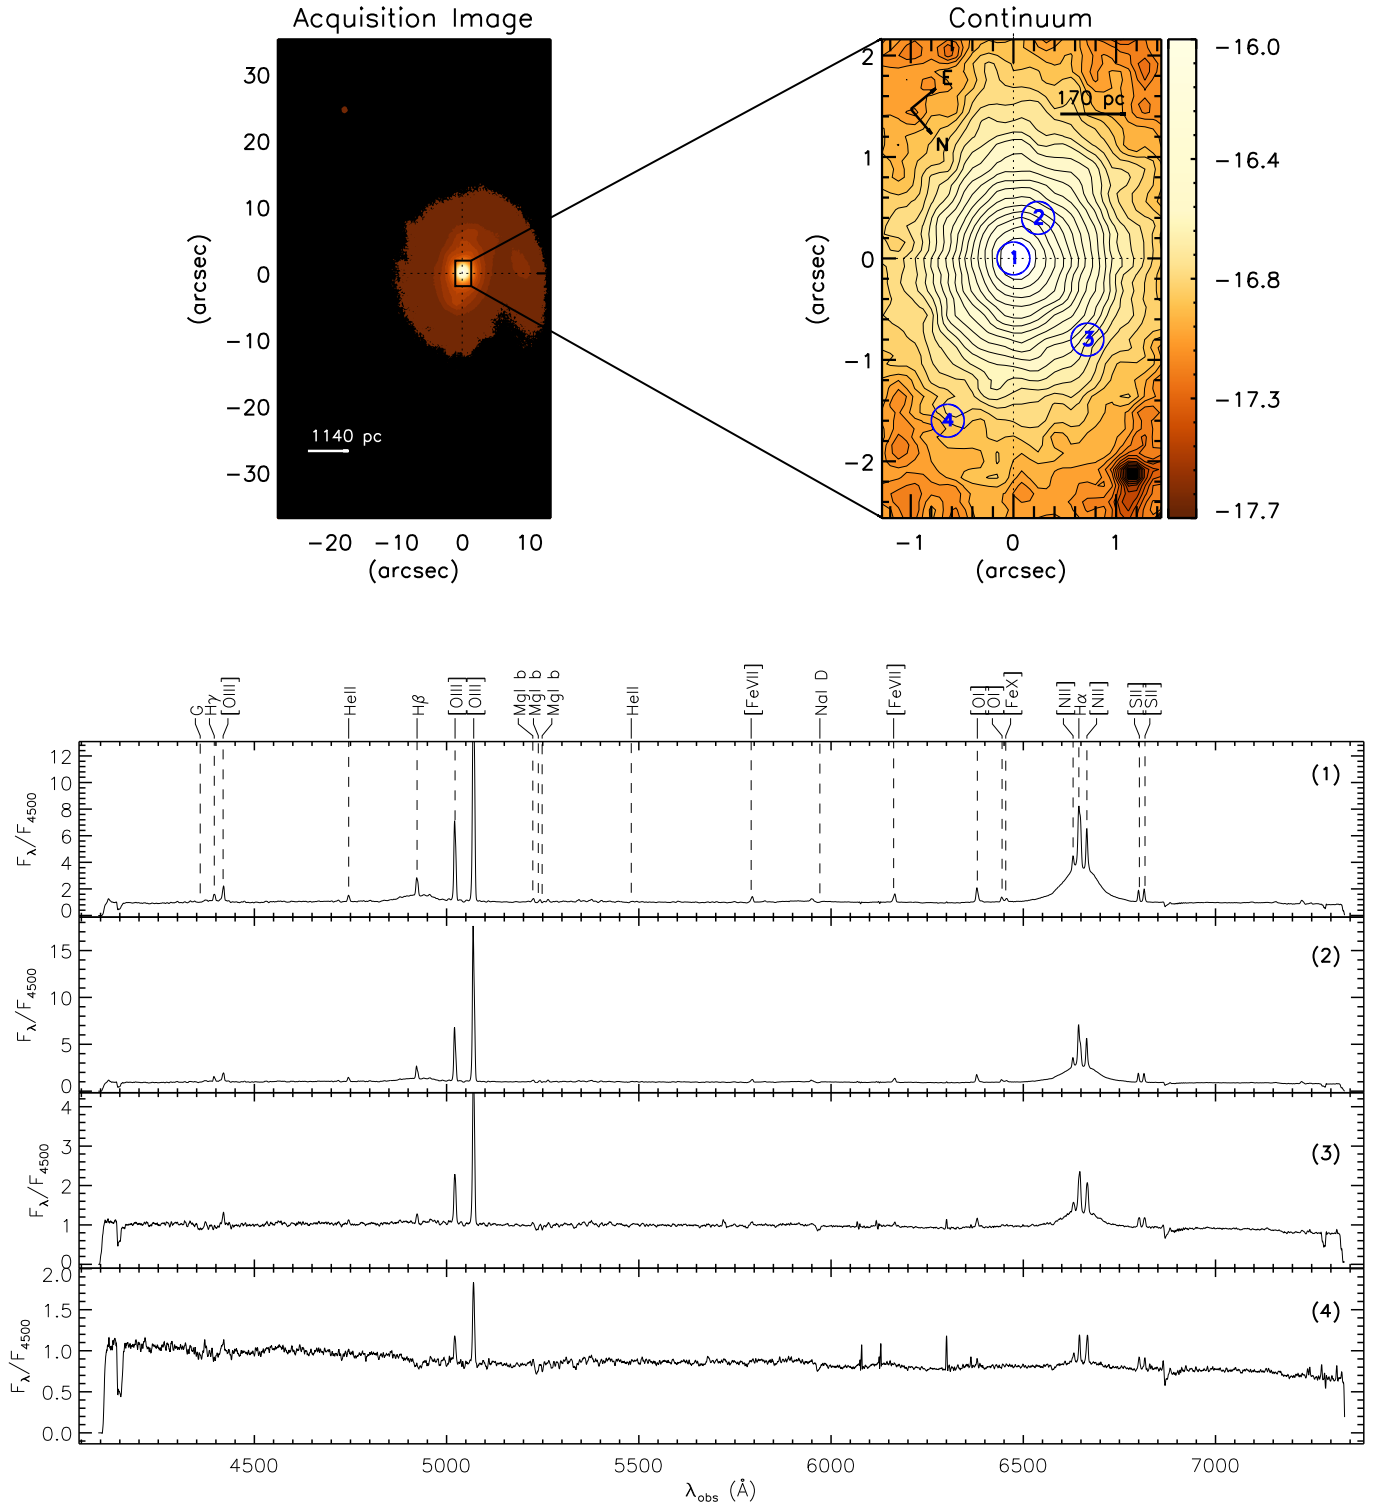 Acquisition Image
30
20
10
0
−10
−20
−30
(arcsec)
1140 pc
−20 −10 0 10
(arcsec)
Continuum
2
1
0
−1
−2
(arcsec)
E
N
170 pc
1
2
3
4
−1 0 1
(arcsec)
−16.0
−16.4
−16.8
−17.3
−17.7
G Hγ [OIII] HeII Hβ [OIII] [OIII] MgI b MgI b MgI b HeII [FeVII] NaI D [FeVII] [OI] [OI] [FeX] [NII] Hα [NII] [SII] [SII]
12
10
8
6
4
2
0
Fλ/F4500
(1)
15
10
5
0
Fλ/F4500
(2)
4
3
2
1
0
Fλ/F4500
(3)
2.0
1.5
1.0
0.5
0.0
Fλ/F4500
(4)
4500 5000 5500 6000 6500 7000
λobs (Å)